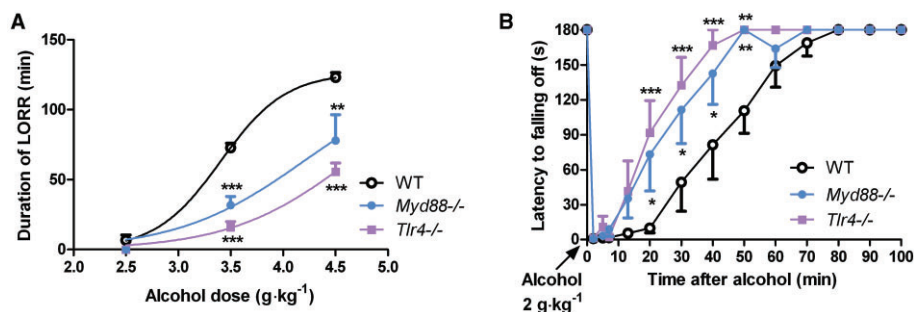 A
Duration of LORR (min)
150
100
50
0
2.0 2.5 3.0 3.5 4.0 4.5 5.0
Alcohol dose (g·kg-1)
***
***
**
***
WT
Myd88-/-
Tlr4-/-
B
Latency to falling off (s)
180
150
120
90
60
30
0
0 10 20 30 40 50 60 70 80 90 100
Time after alcohol (min)
Alcohol
2 g·kg-1
***
***
***
**
**
*
*
*
WT
Myd88-/-
Tlr4-/-